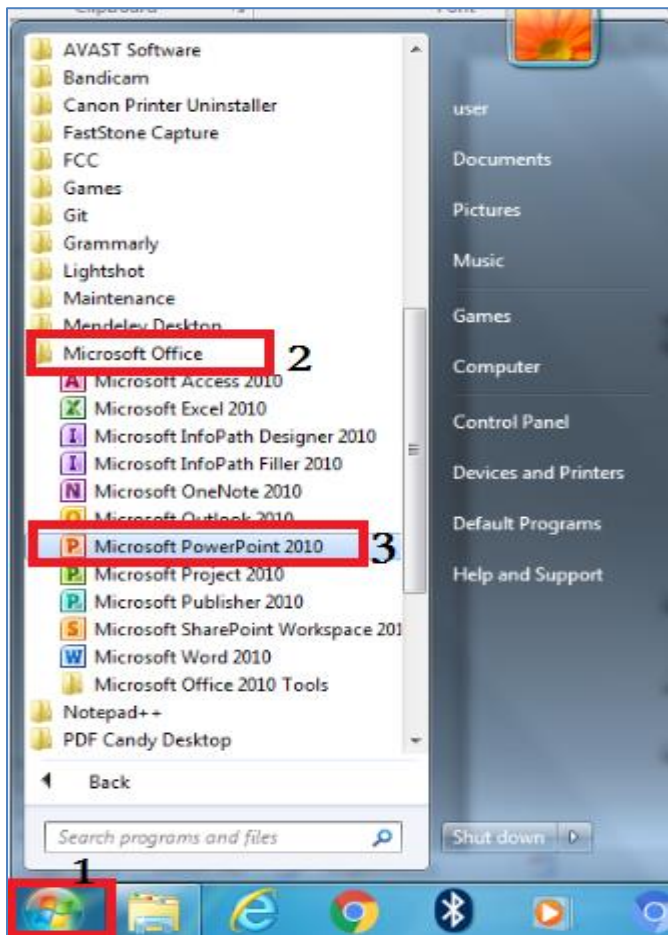 Clipboard
Font
AVAST Software
Bandicam
Canon Printer Uninstaller
FastStone Capture
FCC
Games
Git
Grammarly
Lightshot
Maintenance
Mendeley Desktop
Microsoft Office
2
Microsoft Access 2010
Microsoft Excel 2010
Microsoft InfoPath Designer 2010
Microsoft InfoPath Filler 2010
Microsoft OneNote 2010
Microsoft Outlook 2010
Microsoft PowerPoint 2010
3
Microsoft Project 2010
Microsoft Publisher 2010
Microsoft SharePoint Workspace 201
Microsoft Word 2010
Microsoft Office 2010 Tools
Notepad++
PDF Candy Desktop
Back
Search programs and files
1
user
Documents
Pictures
Music
Games
Computer
Control Panel
Devices and Printers
Default Programs
Help and Support
Shut down